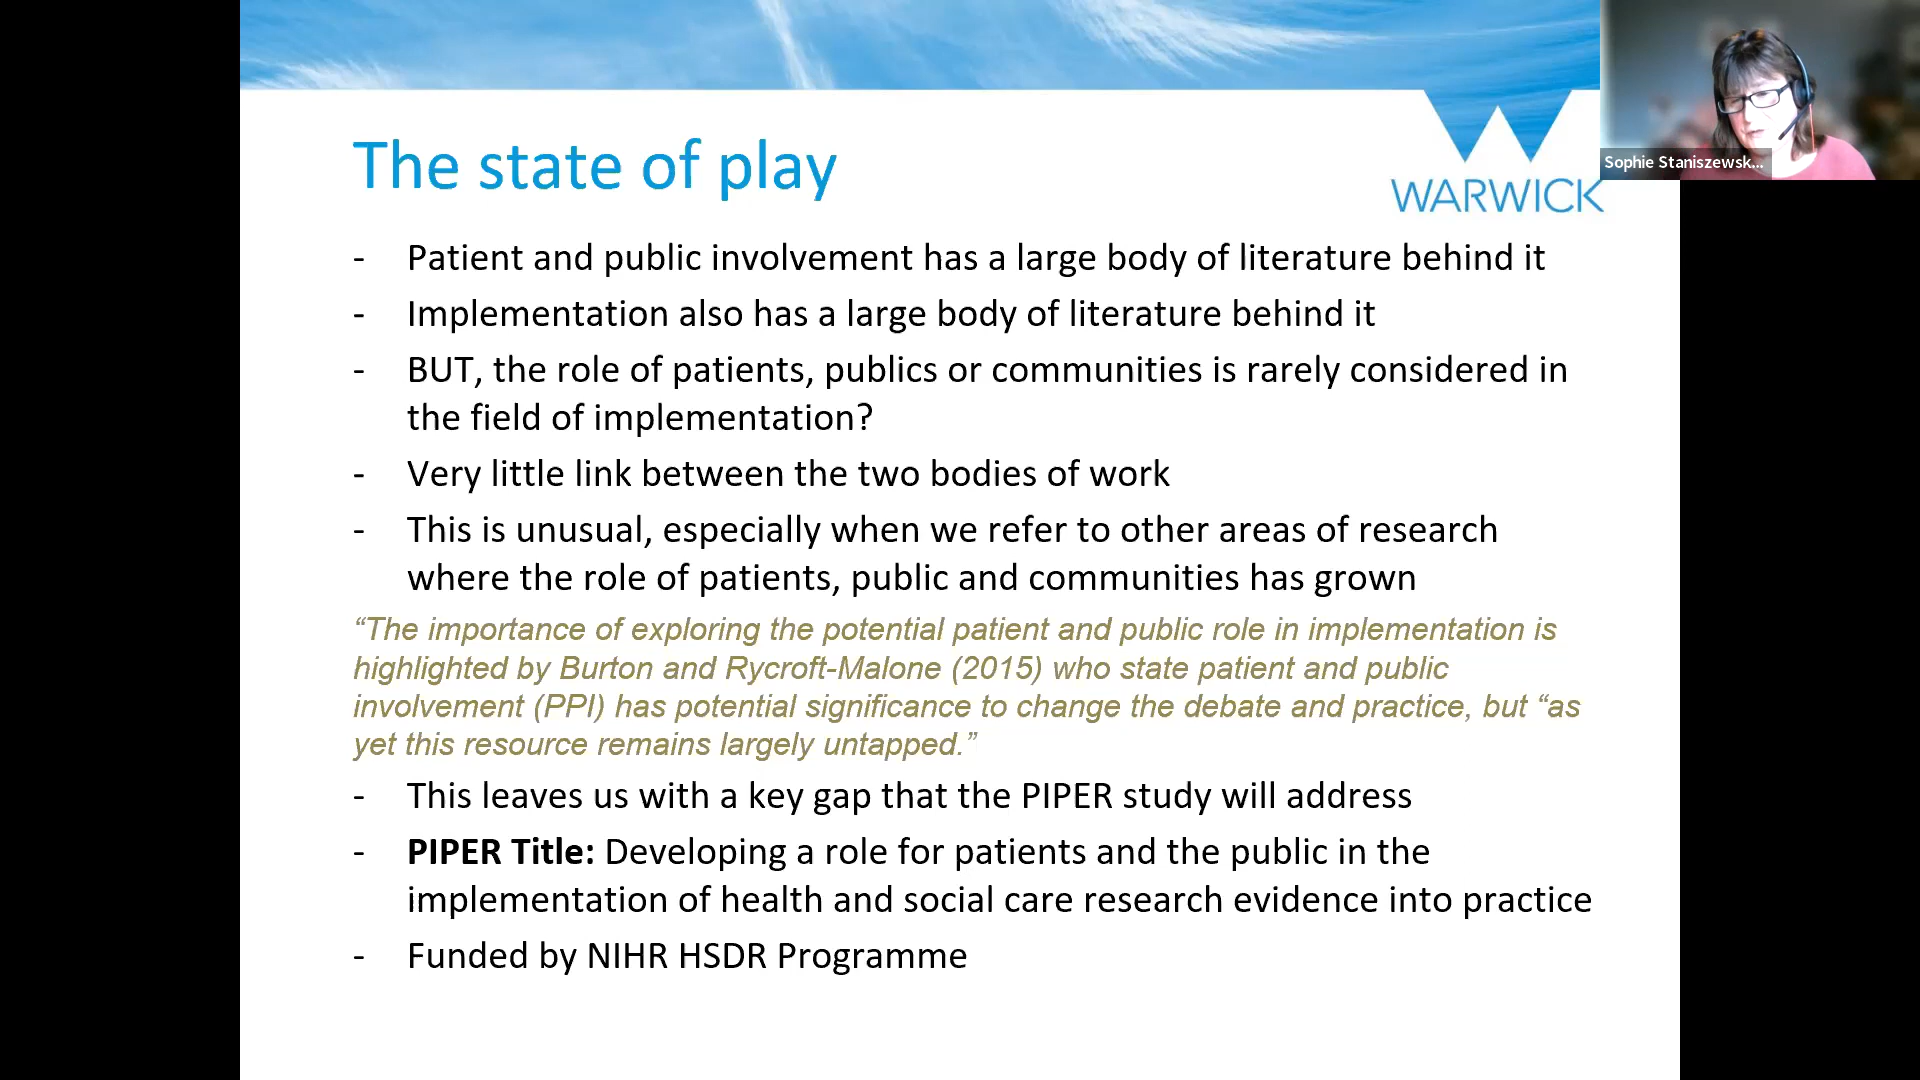 The state of play
WARWICK
Sophie Staniszewsk...
- Patient and public involvement has a large body of literature behind it
- Implementation also has a large body of literature behind it
- BUT, the role of patients, publics or communities is rarely considered in
the field of implementation?
- Very little link between the two bodies of work
- This is unusual, especially when we refer to other areas of research
where the role of patients, public and communities has grown
“The importance of exploring the potential patient and public role in implementation is
highlighted by Burton and Rycroft-Malone (2015) who state patient and public
involvement (PPI) has potential significance to change the debate and practice, but “as
yet this resource remains largely untapped.”
- This leaves us with a key gap that the PIPER study will address
- PIPER Title: Developing a role for patients and the public in the
implementation of health and social care research evidence into practice
- Funded by NIHR HSDR Programme